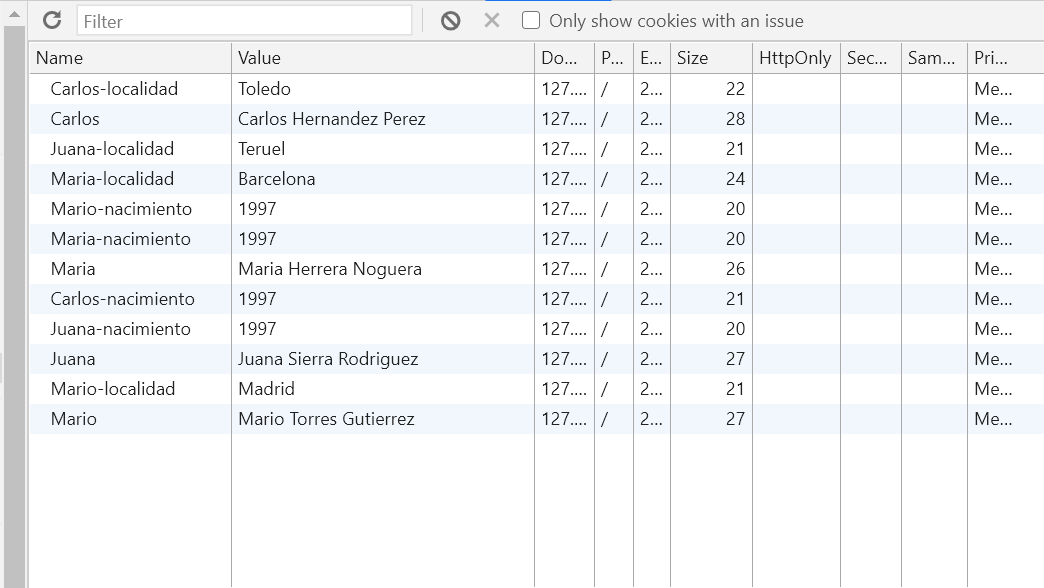 Filter Only show cookies with an issue
Name Value Do... P... E... Size HttpOnly Sec... Sam... Pri...
Carlos-localidad Toledo 127.... / 2... 22 Me...
Carlos Carlos Hernandez Perez 127.... / 2... 28 Me...
Juana-localidad Teruel 127.... / 2... 21 Me...
Maria-localidad Barcelona 127.... / 2... 24 Me...
Mario-nacimiento 1997 127.... / 2... 20 Me...
Maria-nacimiento 1997 127.... / 2... 20 Me...
Maria Maria Herrera Noguera 127.... / 2... 26 Me...
Carlos-nacimiento 1997 127.... / 2... 21 Me...
Juana-nacimiento 1997 127.... / 2... 20 Me...
Juana Juana Sierra Rodriguez 127.... / 2... 27 Me...
Mario-localidad Madrid 127.... / 2... 21 Me...
Mario Mario Torres Gutierrez 127.... / 2... 27 Me...